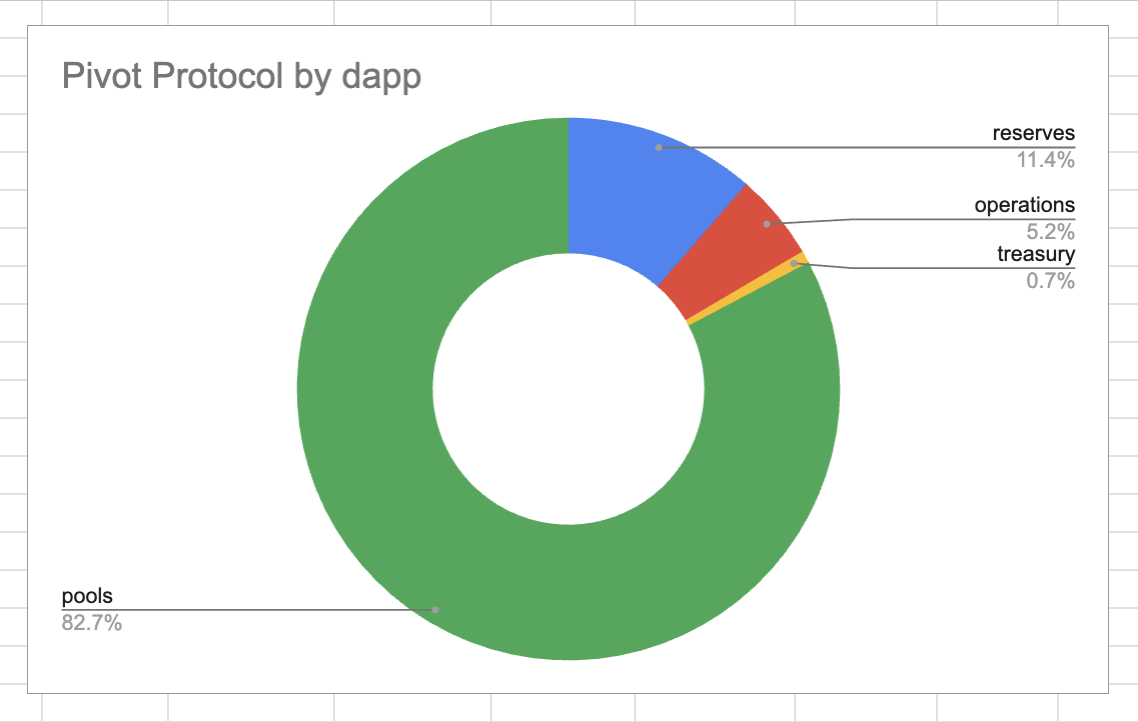 Pivot Protocol by dapp
reserves
11.4%
operations
5.2%
treasury
0.7%
pools
82.7%